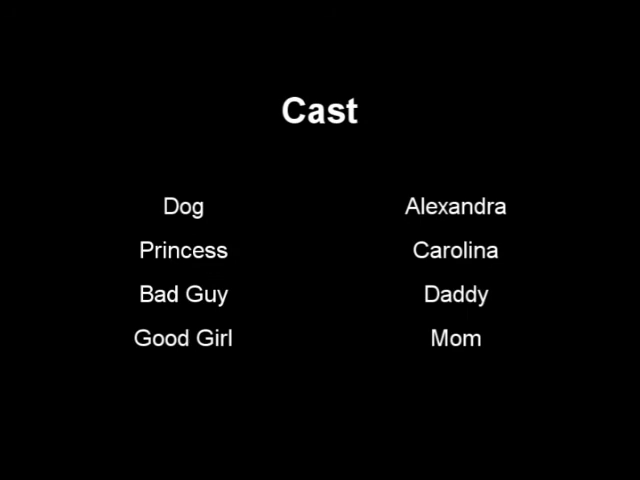 Cast
Dog Alexandra
Princess Carolina
Bad Guy Daddy
Good Girl Mom